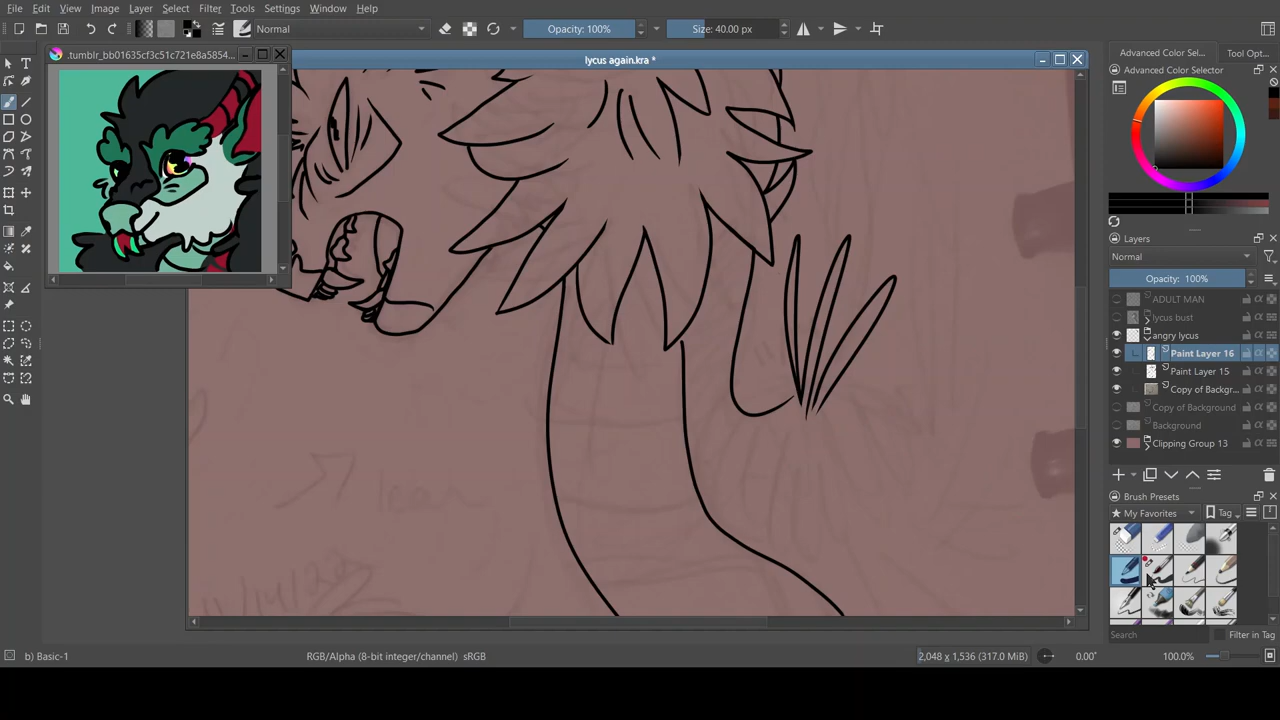 File Edit View Image Layer Select Filter Tools Settings Window Help
Normal Opacity: 100% Size: 40.00 px
.tumblr_bb01635cf3c51c721e8a5854...
lycus again.kra *
Advanced Color Sel... Tool Opt...
Advanced Color Selector
Layers
Normal
Opacity: 100%
ADULT MAN
lycus bust
angry lycus
Paint Layer 16
Paint Layer 15
Copy of Backgr...
Copy of Background
Background
Clipping Group 13
Brush Presets
My Favorites Tag
Search Filter in Tag
b) Basic-1 RGB/Alpha (8-bit integer/channel) sRGB 2,048 x 1,536 (317.0 MiB) 0.00° 100.0%